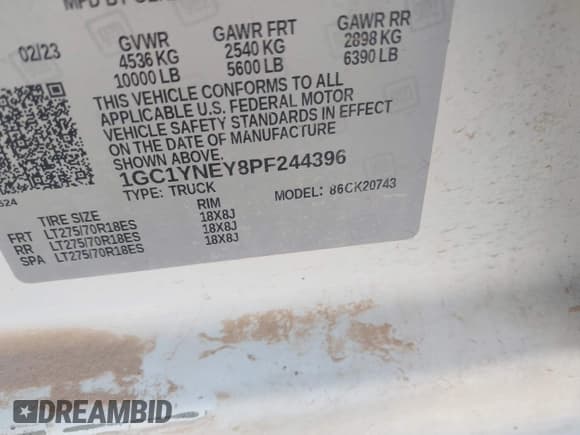 02/23 GVWR GAWR FRT GAWR RR
4536 KG 2540 KG 2898 KG
10000 LB 5600 LB 6390 LB
THIS VEHICLE CONFORMS TO ALL
APPLICABLE U.S. FEDERAL MOTOR
VEHICLE SAFETY STANDARDS IN EFFECT
ON THE DATE OF MANUFACTURE
SHOWN ABOVE.
1GC1YNEY8PF244396
TYPE: TRUCK MODEL: 86CK20743
TIRE SIZE RIM
FRT LT275/70R18ES 18X8J
RR LT275/70R18ES 18X8J
SPA LT275/70R18ES 18X8J
DREAMBID